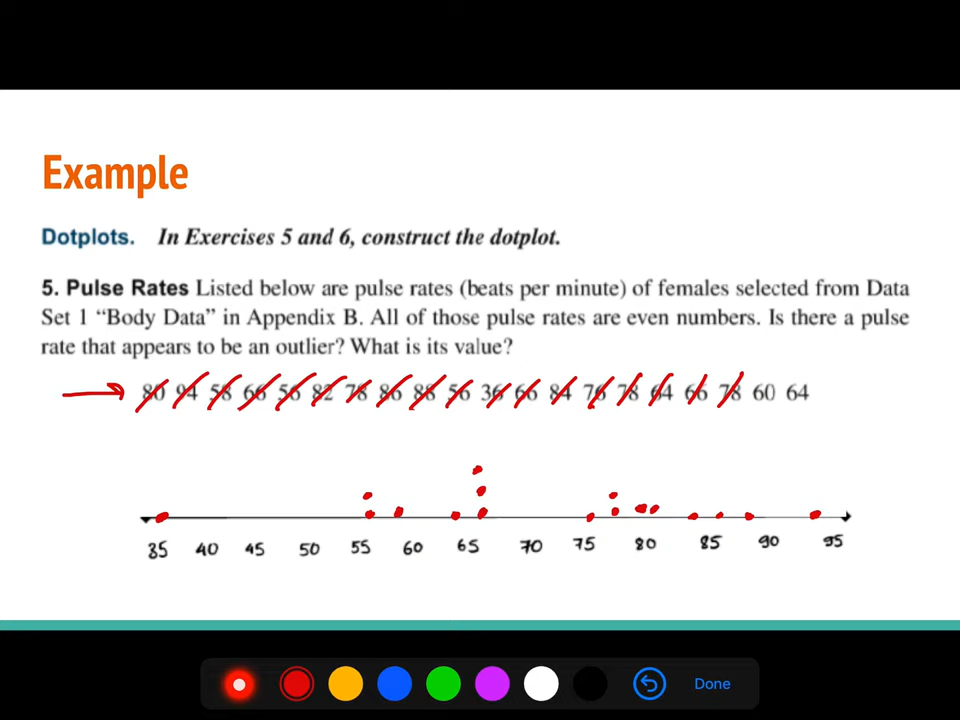 Example
Dotplots. In Exercises 5 and 6, construct the dotplot.
5. Pulse Rates Listed below are pulse rates (beats per minute) of females selected from Data
Set 1 “Body Data” in Appendix B. All of those pulse rates are even numbers. Is there a pulse
rate that appears to be an outlier? What is its value?
80 94 58 66 56 82 78 86 88 56 36 66 84 76 78 64 66 78 60 64
35 40 45 50 55 60 65 70 75 80 85 90 95
Done